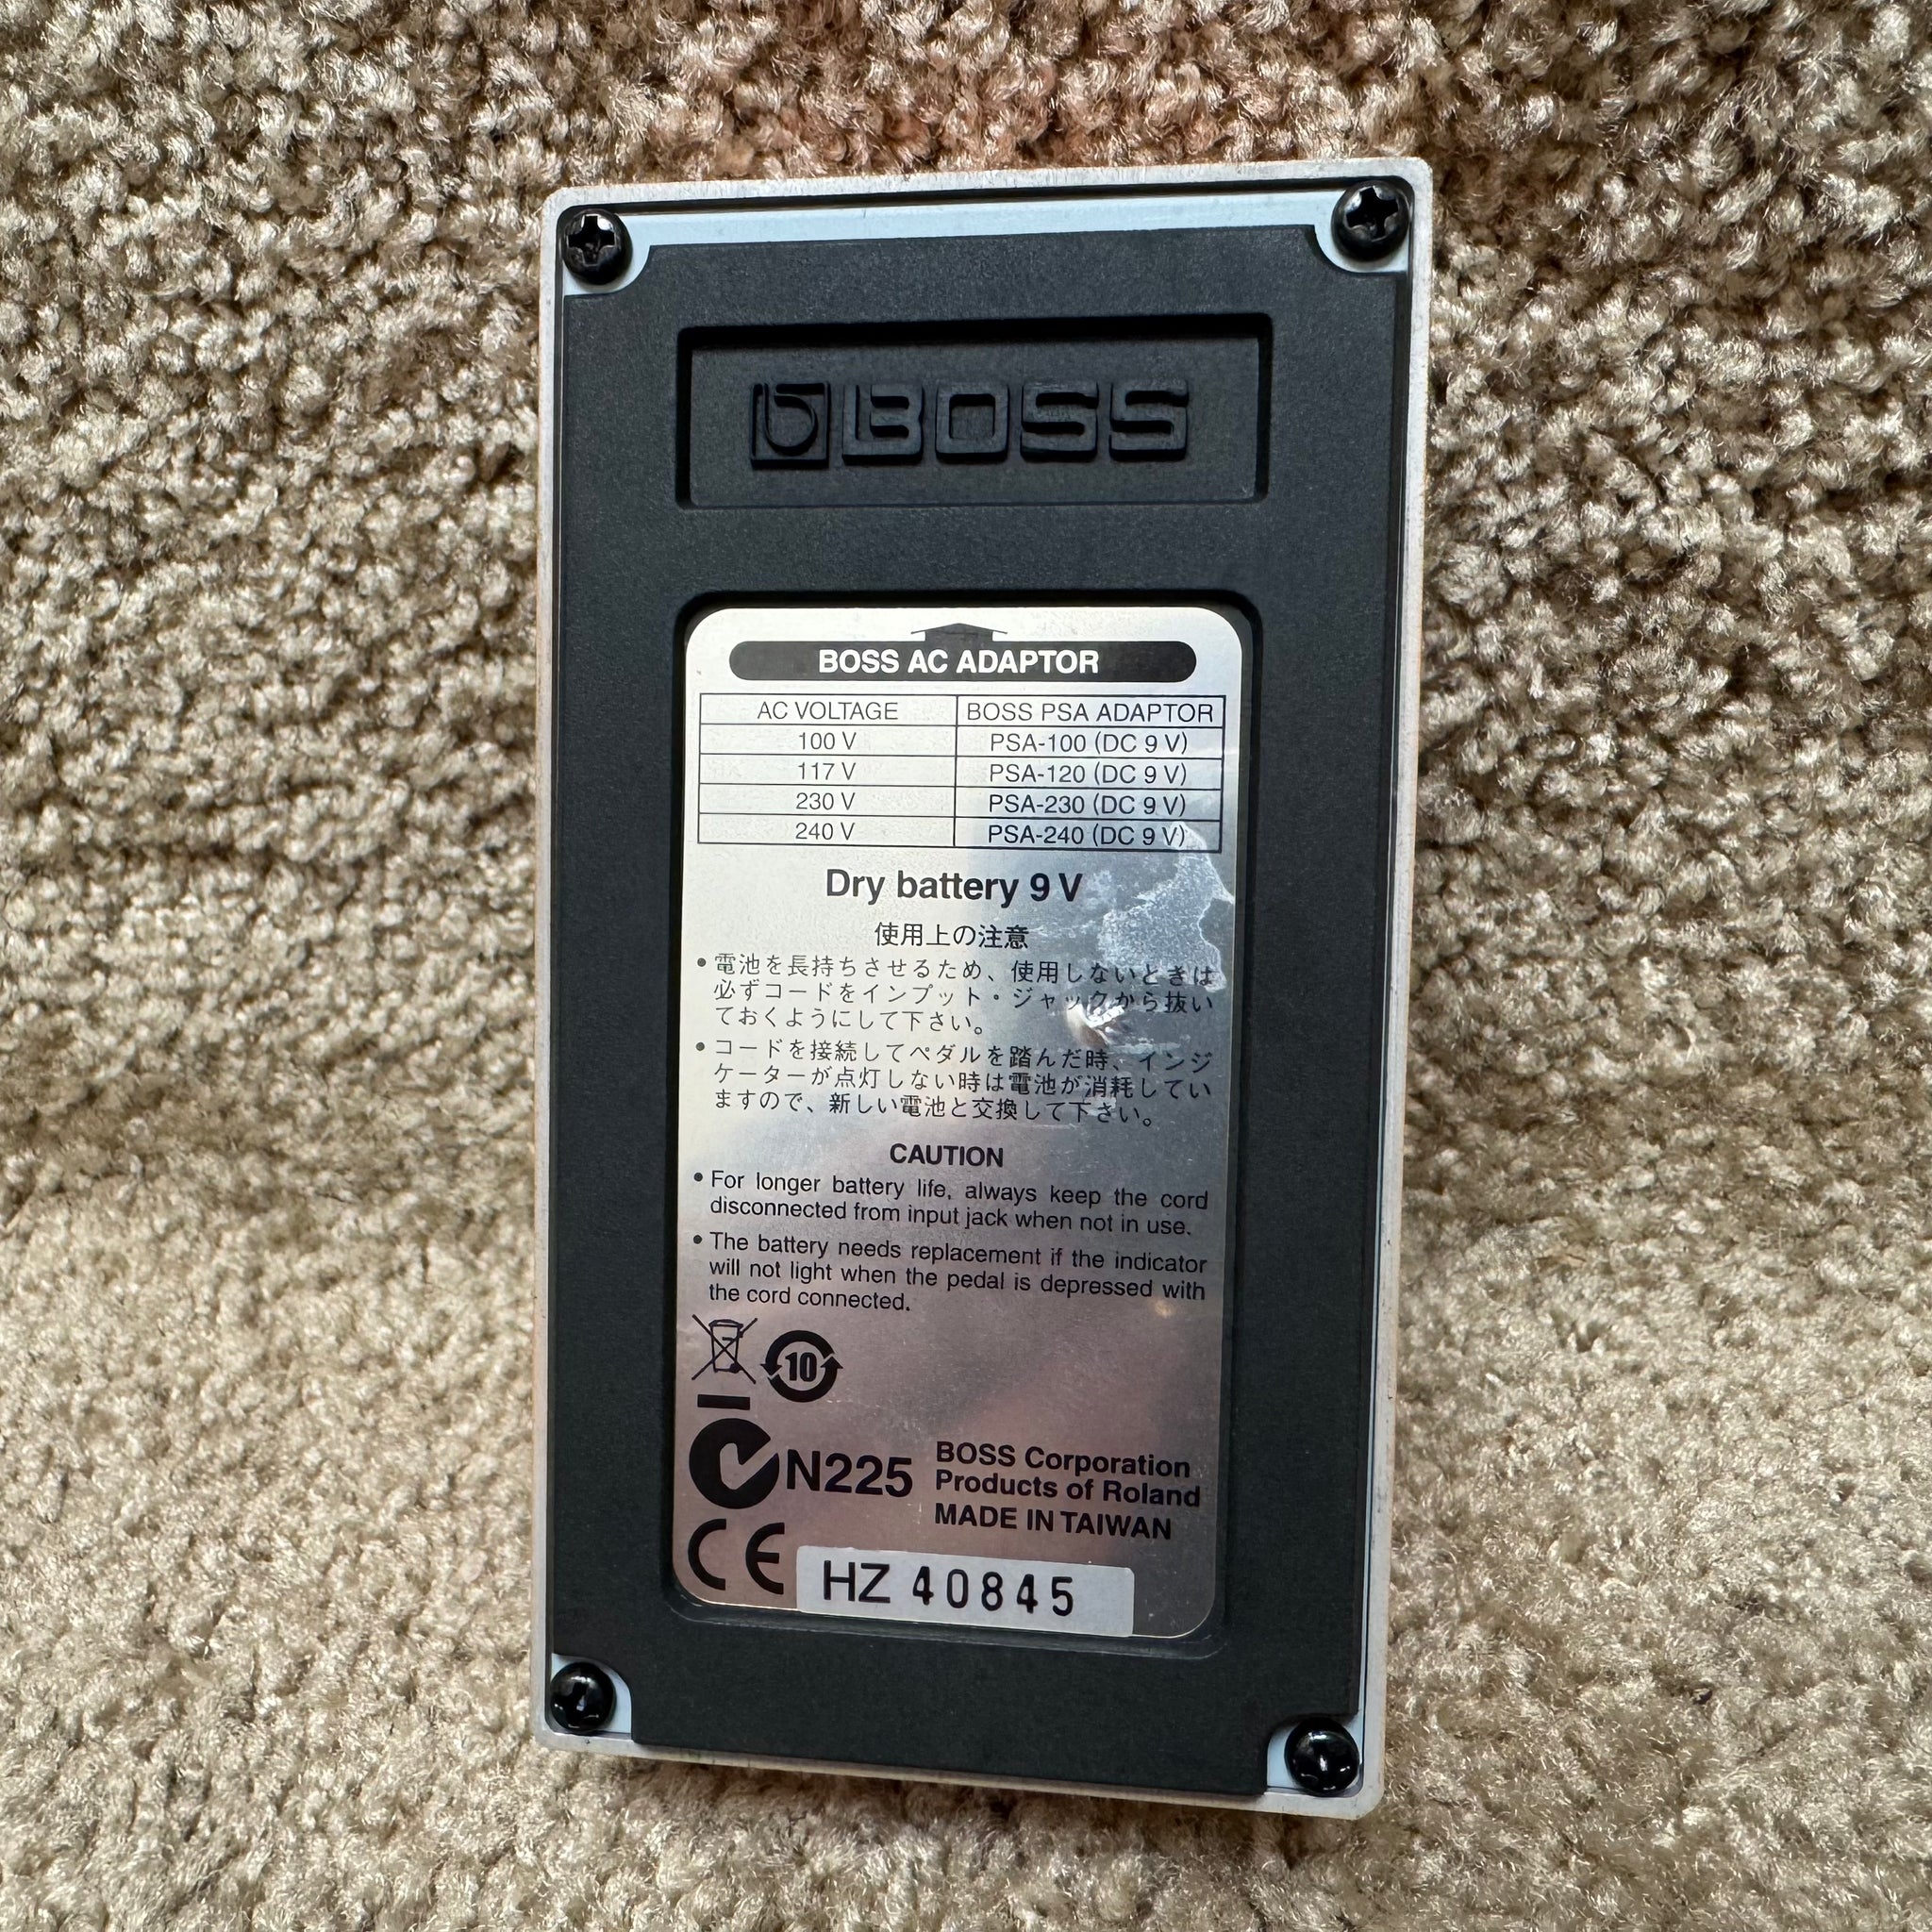 BOSS
BOSS AC ADAPTOR
AC VOLTAGE BOSS PSA ADAPTOR
100 V PSA-100 (DC 9 V)
117 V PSA-120 (DC 9 V)
230 V PSA-230 (DC 9 V)
240 V PSA-240 (DC 9 V)
Dry battery 9 V
使用上の注意
• 電池を長持ちさせるため、使用しないときは
必ずコードをインプット・ジャックから抜い
ておくようにして下さい。
• コードを接続してペダルを踏んだ時、インジ
ケーターが点灯しない時は電池が消耗してい
ますので、新しい電池と交換して下さい。
CAUTION
• For longer battery life, always keep the cord
disconnected from input jack when not in use.
• The battery needs replacement if the indicator
will not light when the pedal is depressed with
the cord connected.
10
N225
BOSS Corporation
Products of Roland
MADE IN TAIWAN
CE
HZ 40845